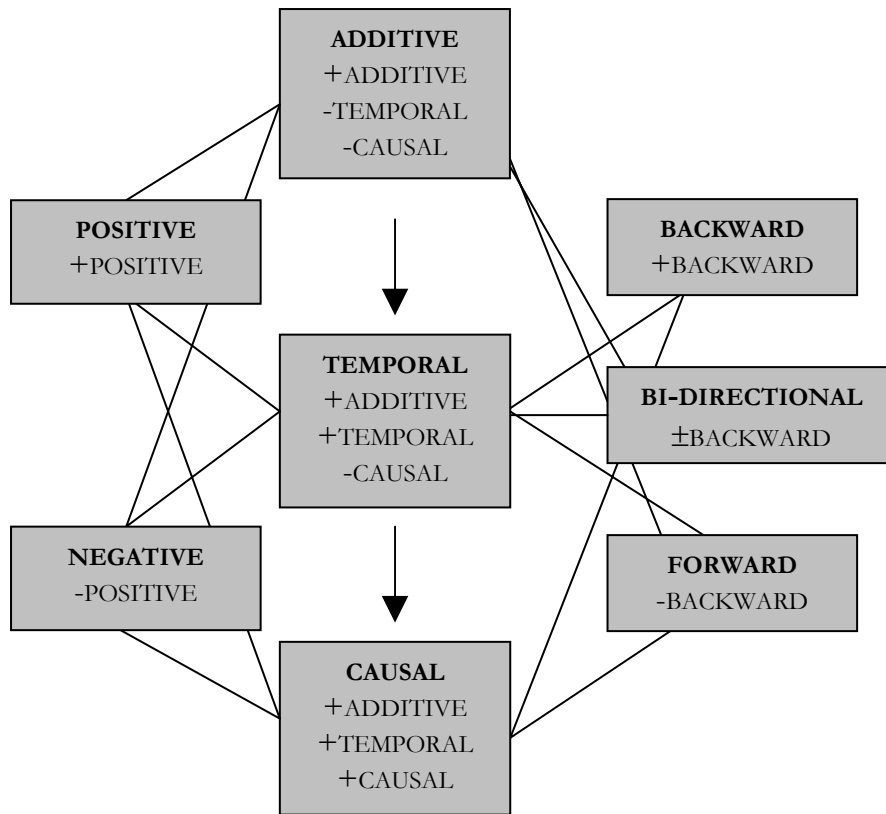 ADDITIVE
+ADDITIVE
-TEMPORAL
-CAUSAL
POSITIVE
+POSITIVE
BACKWARD
+BACKWARD
TEMPORAL
+ADDITIVE
+TEMPORAL
-CAUSAL
BI-DIRECTIONAL
±BACKWARD
NEGATIVE
-POSITIVE
FORWARD
-BACKWARD
CAUSAL
+ADDITIVE
+TEMPORAL
+CAUSAL